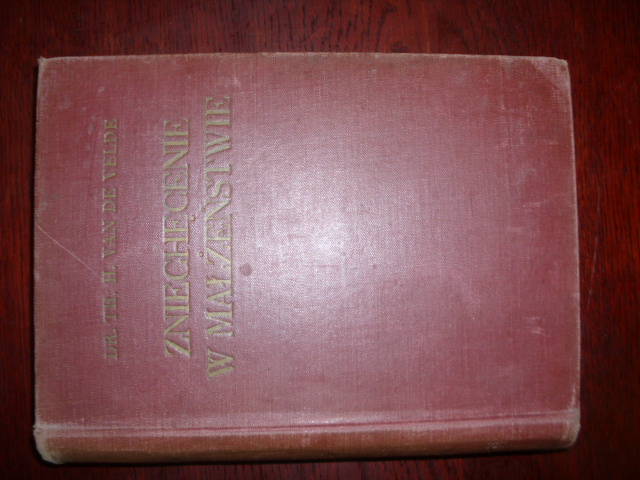 DR. TH. H. VAN DE VELDE
ZNIECHĘCENIE
W MAŁŻEŃSTWIE